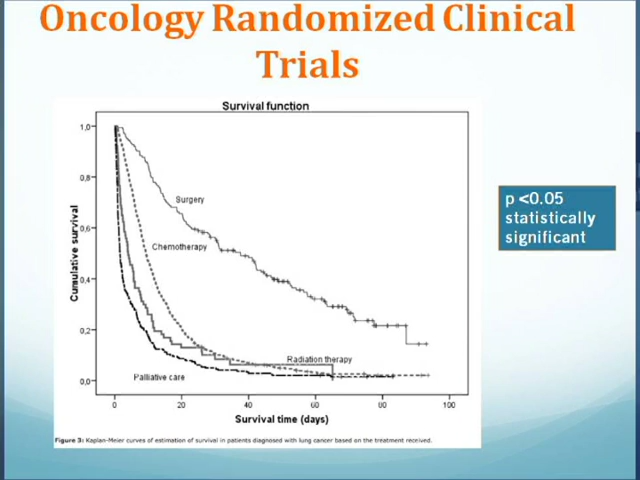 Oncology Randomized Clinical
Trials
Survival function
1,0
0,8
0,6
0,4
0,2
0,0
Cumulative survival
Surgery
Chemotherapy
Radiation therapy
Palliative care
0 20 40 60 80 100
Survival time (days)
p <0.05
statistically
significant
Figure 3: Kaplan-Meier curves of estimation of survival in patients diagnosed with lung cancer based on the treatment received.